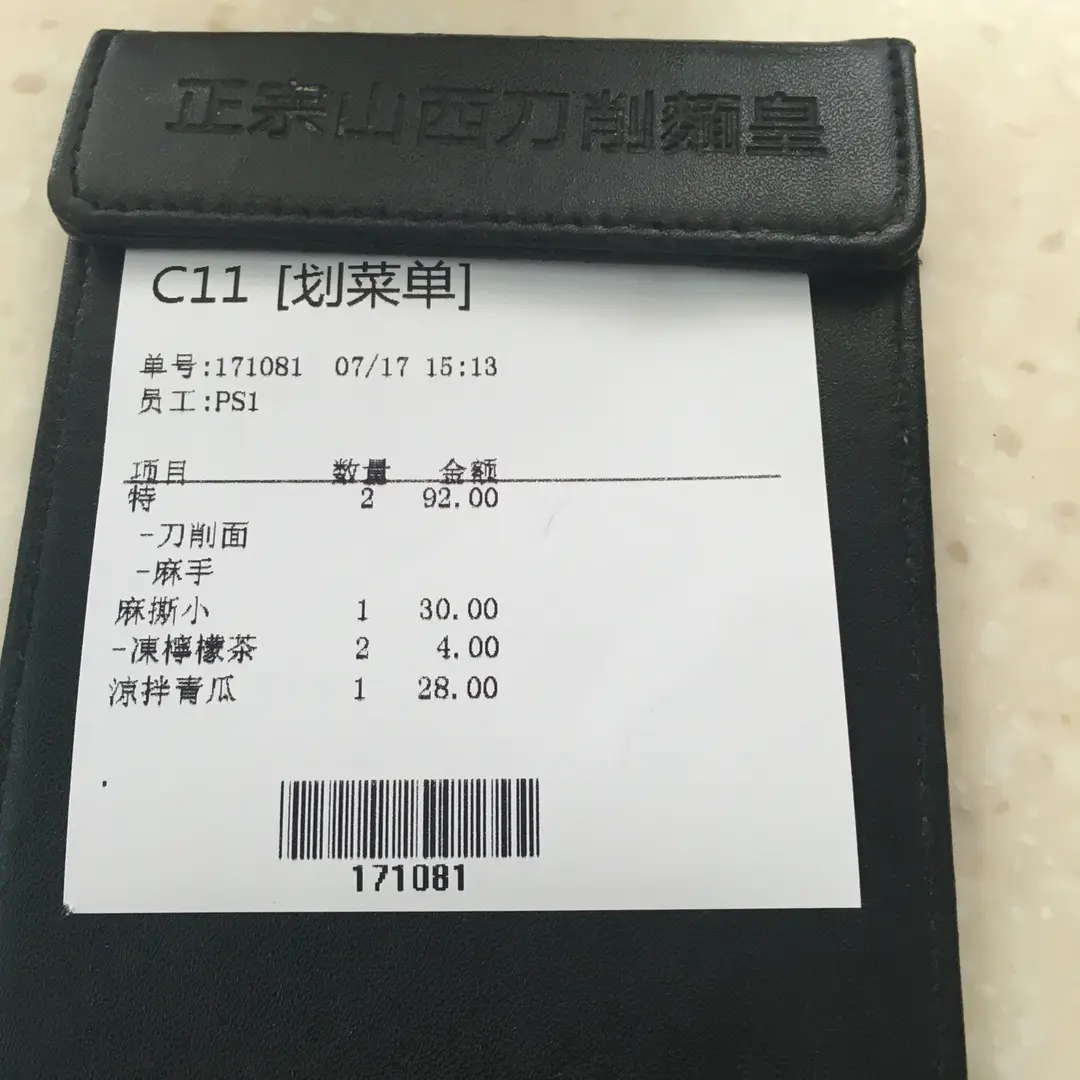 正宗山西刀削麵皇
C11 [划菜单]
单号:171081 07/17 15:13
员工:PS1
项目 数量 金额
特 2 92.00
-刀削面
-麻手
麻撕小 1 30.00
-凍檸檬茶 2 4.00
涼拌青瓜 1 28.00
171081